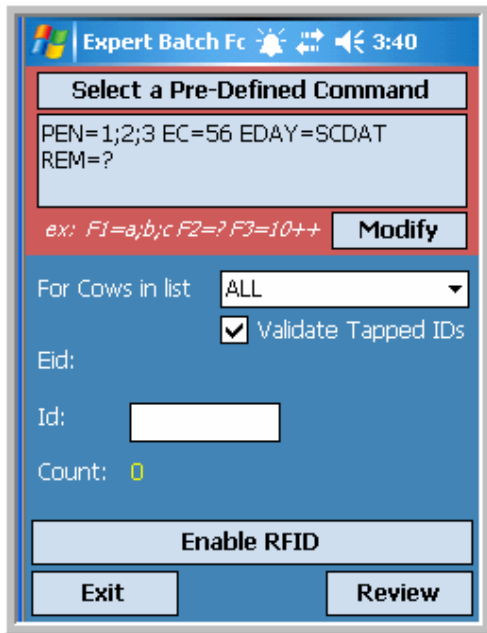 Expert Batch Fc 3:40
Select a Pre-Defined Command
PEN=1;2;3 EC=56 EDAY=SCDAT
REM=?
ex: F1=a;b;c F2=? F3=10++ Modify
For Cows in list ALL
Validate Tapped IDs
Eid:
Id:
Count: 0
Enable RFID
Exit Review